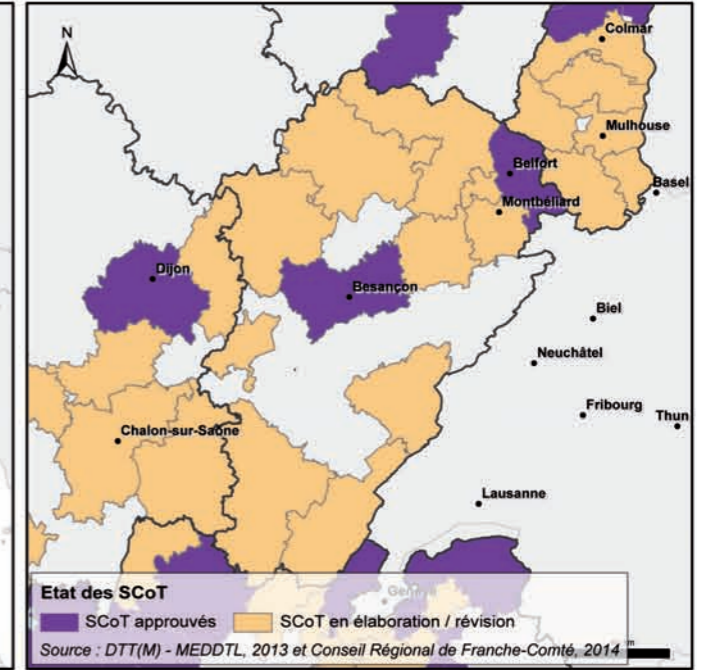 N
Colmar
Mulhouse
Belfort
Basel
Montbéliard
Dijon
Besançon
Biel
Neuchâtel
Fribourg
Thun
Chalon-sur-Saône
Lausanne
Etat des SCoT
SCoT approuvés
SCoT en élaboration / révision
Source : DTT(M) - MEDDTL, 2013 et Conseil Régional de Franche-Comté, 2014